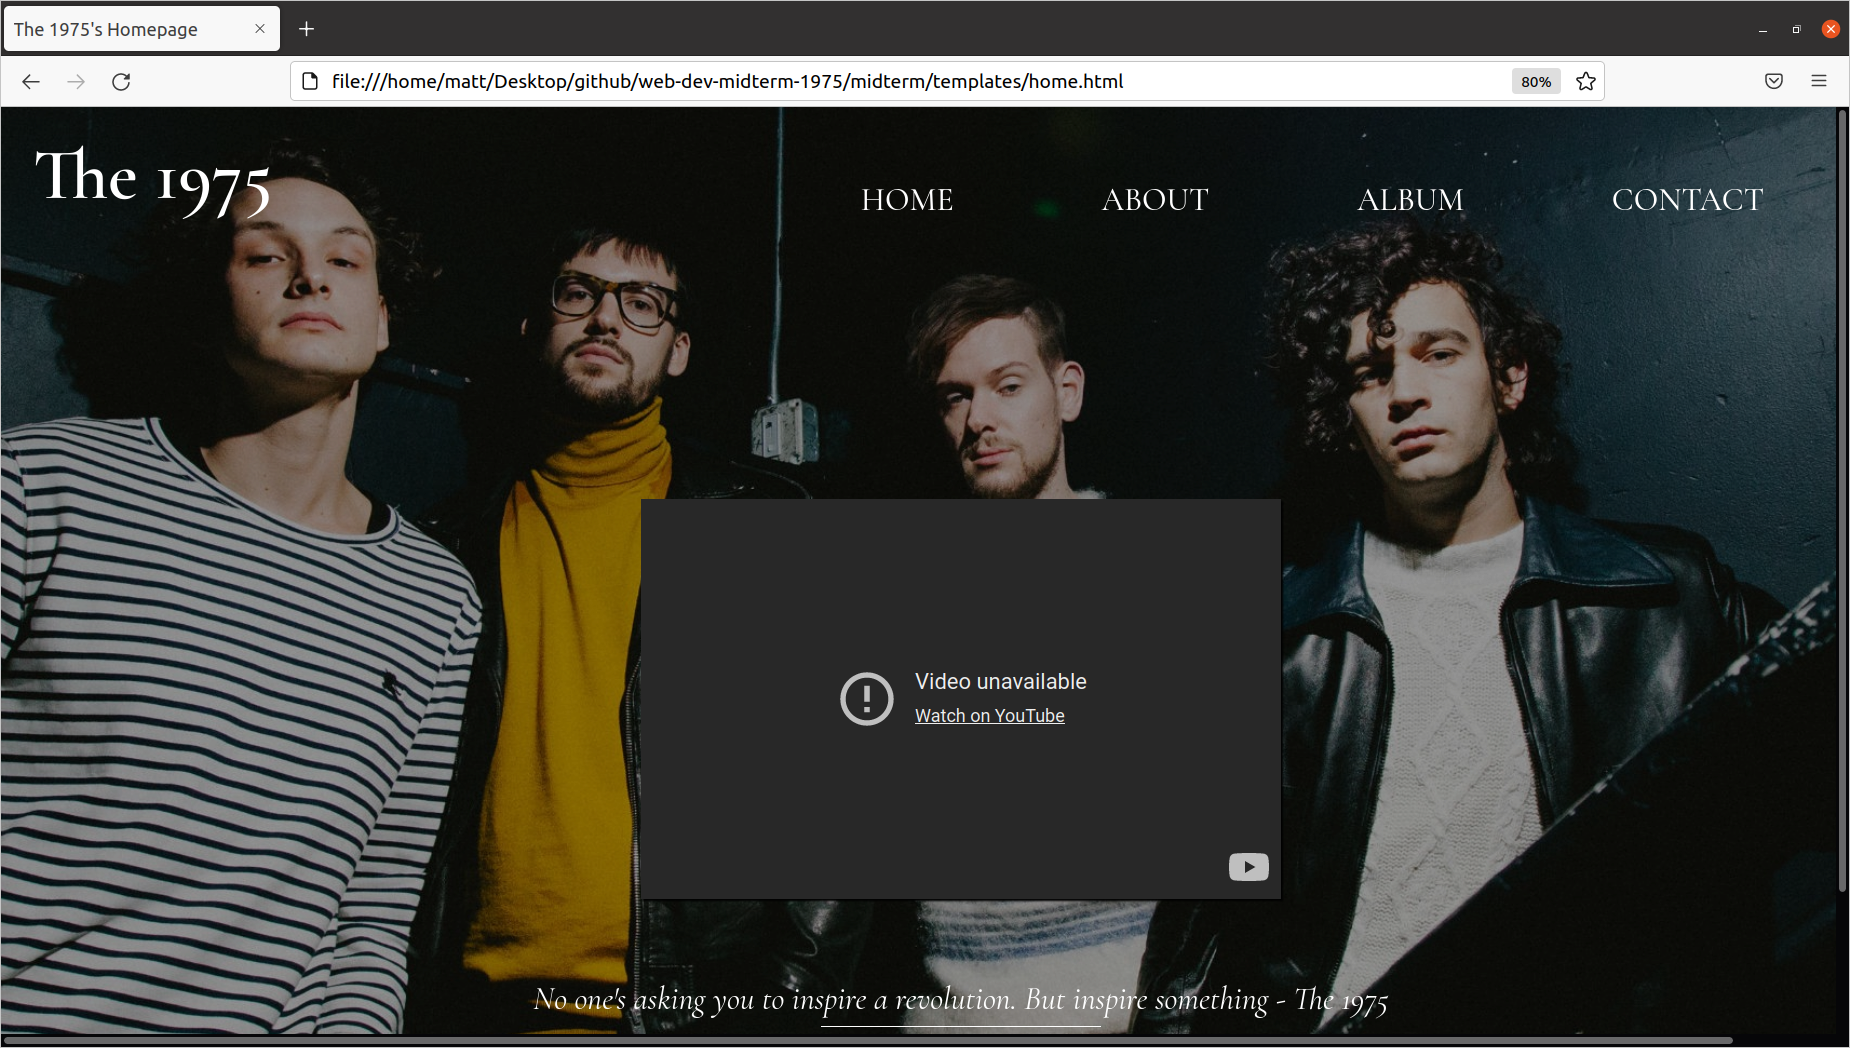 The 1975's Homepage
file:///home/matt/Desktop/github/web-dev-midterm-1975/midterm/templates/home.html
80%
The 1975
HOME ABOUT ALBUM CONTACT
Video unavailable
Watch on YouTube
No one's asking you to inspire a revolution. But inspire something - The 1975